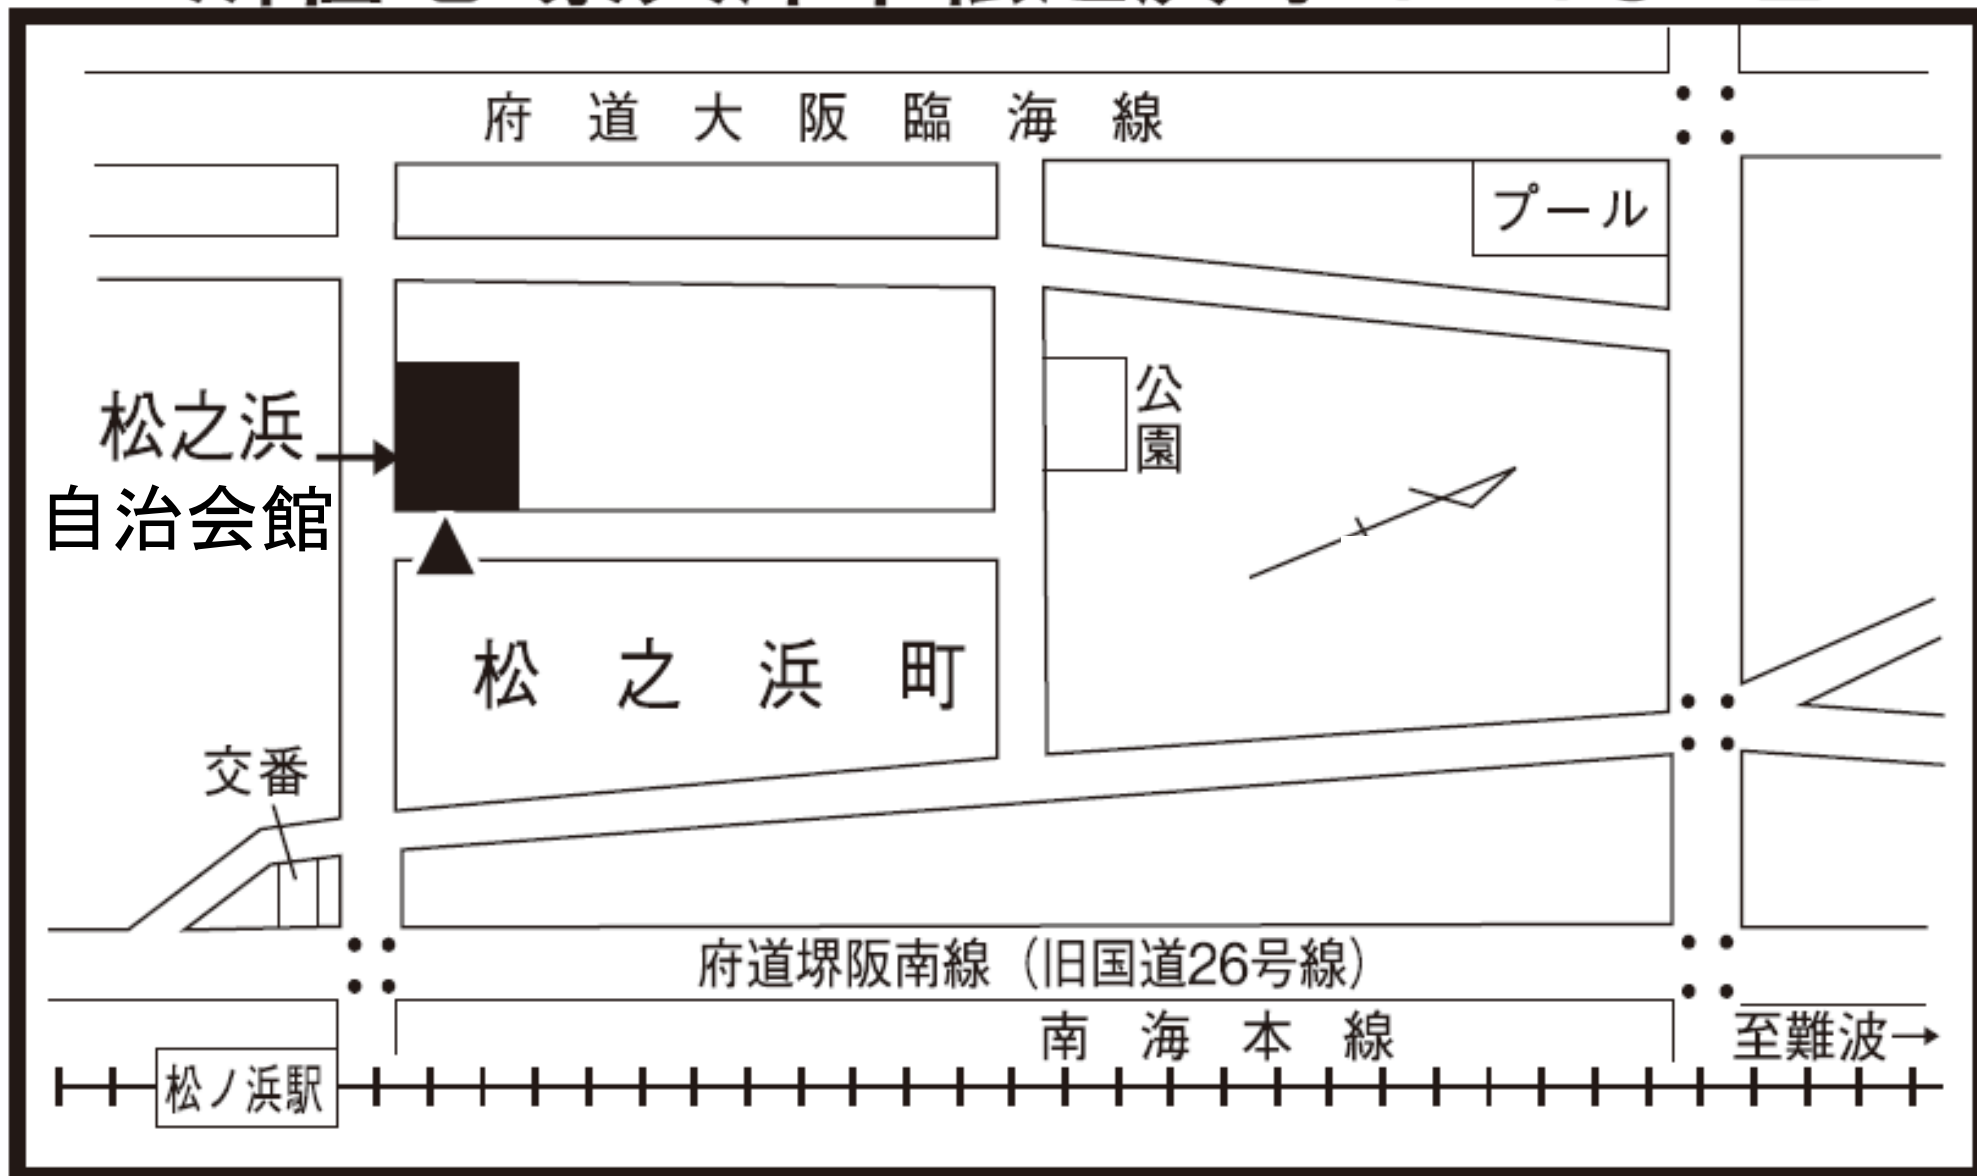 府道大阪臨海線
プール
公園
松之浜
自治会館
松之浜町
交番
府道堺阪南線（旧国道26号線）
南海本線
至難波→
松ノ浜駅